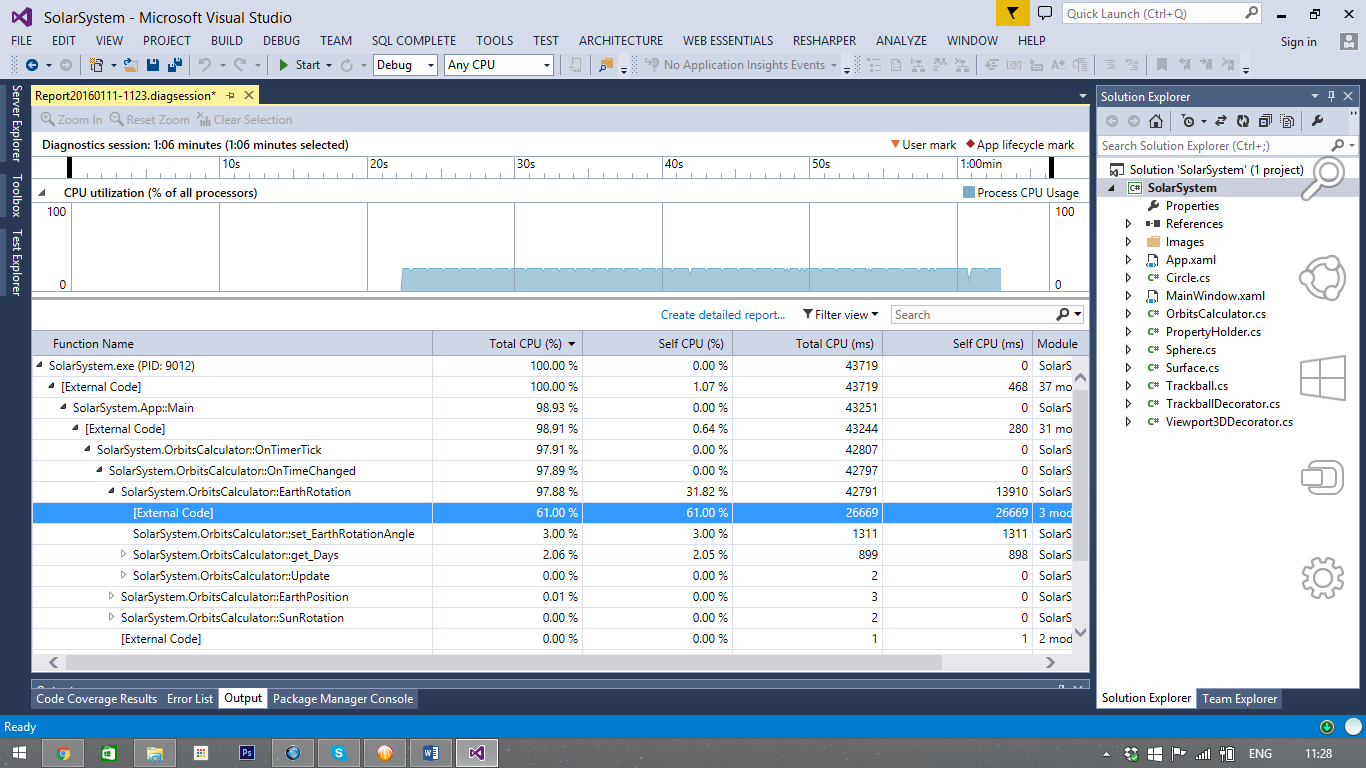 SolarSystem - Microsoft Visual Studio
Quick Launch (Ctrl+Q)
FILE EDIT VIEW PROJECT BUILD DEBUG TEAM SQL COMPLETE TOOLS TEST ARCHITECTURE WEB ESSENTIALS RESHARPER ANALYZE WINDOW HELP Sign in
Start Debug Any CPU No Application Insights Events
Server Explorer
Toolbox
Test Explorer
Report20160111-1123.diagsession*
Zoom In Reset Zoom Clear Selection
Diagnostics session: 1:06 minutes (1:06 minutes selected) User mark App lifecycle mark
10s 20s 30s 40s 50s 1:00min
CPU utilization (% of all processors) Process CPU Usage
100 100
0 0
Create detailed report... Filter view Search
Function Name Total CPU (%) Self CPU (%) Total CPU (ms) Self CPU (ms) Module
SolarSystem.exe (PID: 9012) 100.00 % 0.00 % 43719 0 SolarS
[External Code] 100.00 % 1.07 % 43719 468 37 mo
SolarSystem.App::Main 98.93 % 0.00 % 43251 0 SolarS
[External Code] 98.91 % 0.64 % 43244 280 31 mo
SolarSystem.OrbitsCalculator::OnTimerTick 97.91 % 0.00 % 42807 0 SolarS
SolarSystem.OrbitsCalculator::OnTimeChanged 97.89 % 0.00 % 42797 0 SolarS
SolarSystem.OrbitsCalculator::EarthRotation 97.88 % 31.82 % 42791 13910 SolarS
[External Code] 61.00 % 61.00 % 26669 26669 3 mod
SolarSystem.OrbitsCalculator::set_EarthRotationAngle 3.00 % 3.00 % 1311 1311 SolarS
SolarSystem.OrbitsCalculator::get_Days 2.06 % 2.05 % 899 898 SolarS
SolarSystem.OrbitsCalculator::Update 0.00 % 0.00 % 2 0 SolarS
SolarSystem.OrbitsCalculator::EarthPosition 0.01 % 0.00 % 3 0 SolarS
SolarSystem.OrbitsCalculator::SunRotation 0.00 % 0.00 % 2 0 SolarS
[External Code] 0.00 % 0.00 % 1 1 2 mod
Code Coverage Results Error List Output Package Manager Console
Solution Explorer
Search Solution Explorer (Ctrl+;)
Solution 'SolarSystem' (1 project)
C# SolarSystem
Properties
References
Images
App.xaml
C# Circle.cs
MainWindow.xaml
C# OrbitsCalculator.cs
C# PropertyHolder.cs
C# Sphere.cs
C# Surface.cs
C# Trackball.cs
C# TrackballDecorator.cs
C# Viewport3DDecorator.cs
Solution Explorer Team Explorer
Ready
Ps S W ENG 11:28